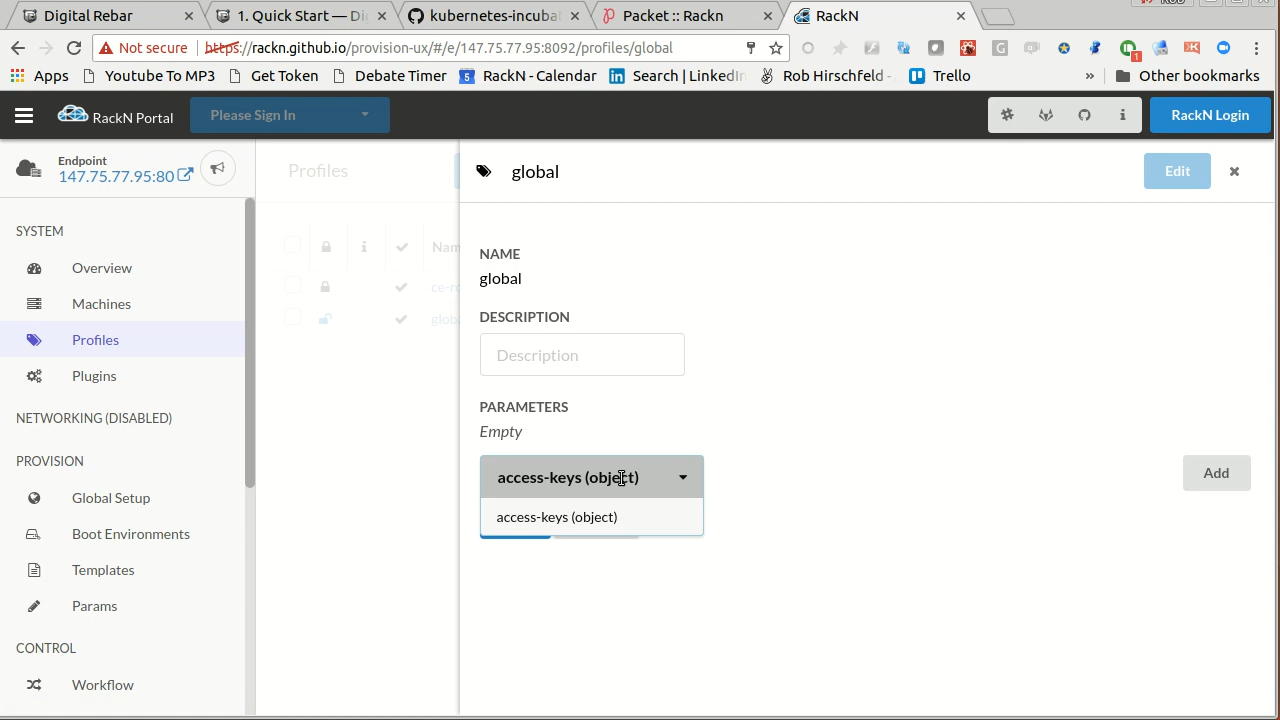 Digital Rebar
1. Quick Start — Di
kubernetes-incuba
Packet :: Rackn
RackN
Not secure
https://rackn.github.io/provision-ux/#/e/147.75.77.95:8092/profiles/global
Apps
Youtube To MP3
Get Token
Debate Timer
RackN - Calendar
Search | LinkedIn
Rob Hirschfeld -
Trello
»
Other bookmarks
RackN Portal
Please Sign In
RackN Login
Endpoint
147.75.77.95:80
SYSTEM
Overview
Machines
Profiles
Plugins
NETWORKING (DISABLED)
PROVISION
Global Setup
Boot Environments
Templates
Params
CONTROL
Workflow
Profiles
Nam
ce-ro
globa
global
Edit
NAME
global
DESCRIPTION
Description
PARAMETERS
Empty
access-keys (object)
Add
access-keys (object)